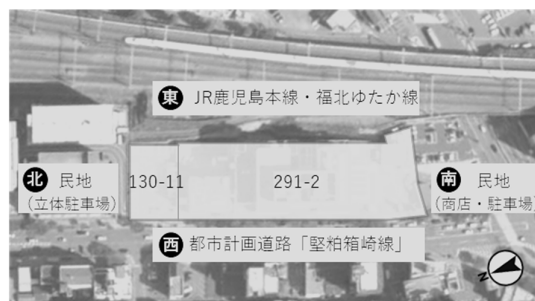 東 JR鹿児島本線・福北ゆたか線
北 民地
(立体駐車場)
130-11
291-2
南 民地
(商店・駐車場)
西 都市計画道路「堅粕箱崎線」
N